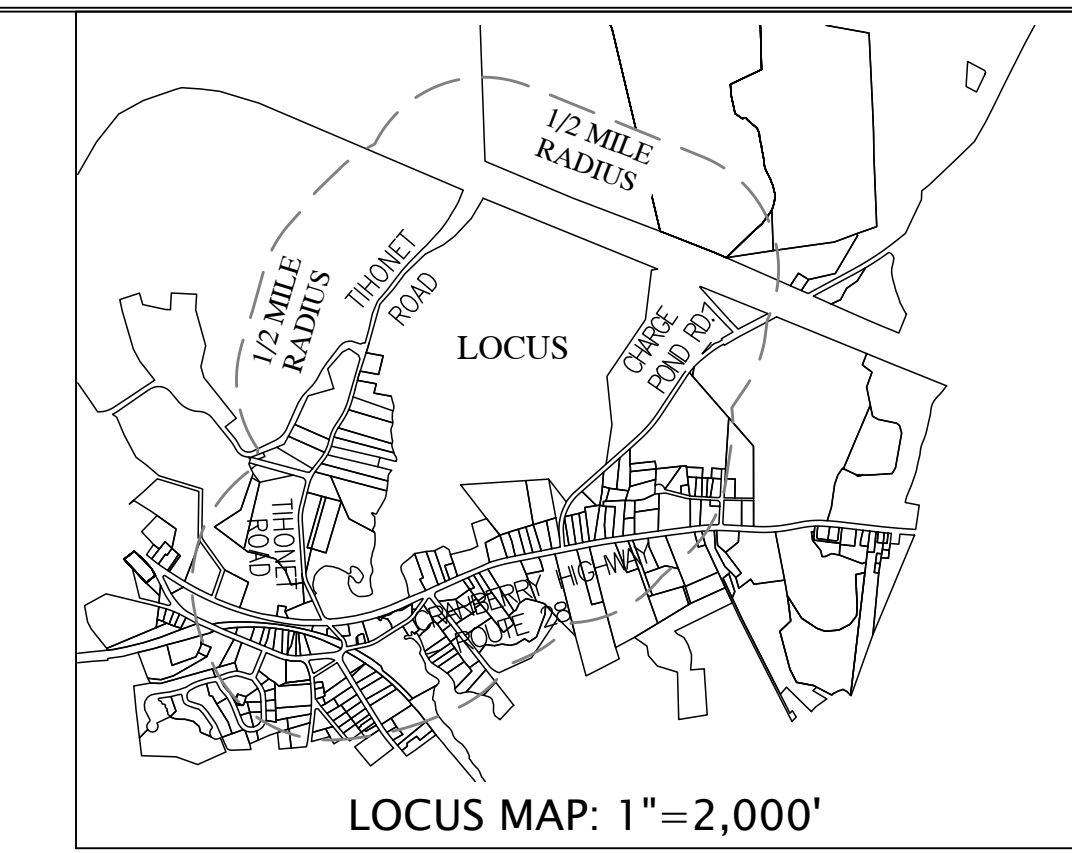 1/2 MILE
RADIUS
TIHONET
ROAD
1/2 MILE
RADIUS
LOCUS
CHARGE
POND RD.
TIHONET
ROAD
CRANBERRY HIGHWAY
ROUTE 28
LOCUS MAP: 1"=2,000'